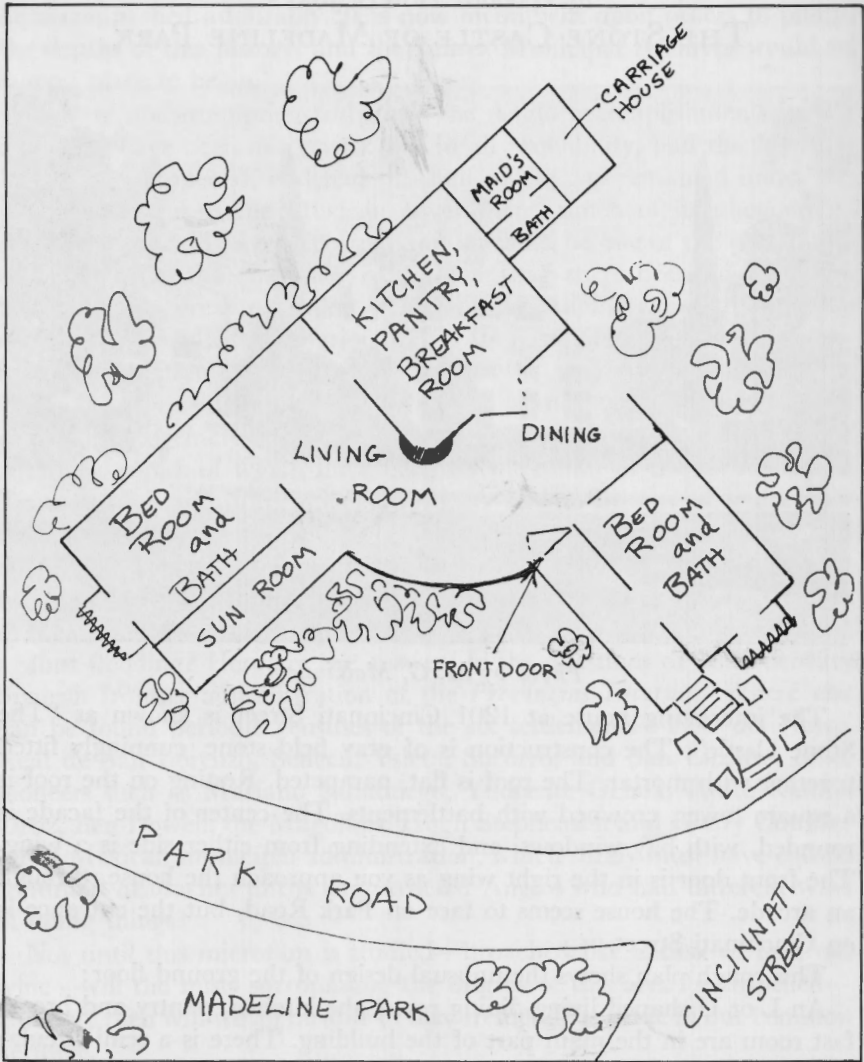 CARRIAGE
HOUSE
MAID'S
ROOM
BATH
KITCHEN,
PANTRY,
BREAKFAST
ROOM
DINING
LIVING
ROOM
BED
ROOM
and
BATH
SUN ROOM
BED
ROOM
and
BATH
FRONT DOOR
PARK
ROAD
MADELINE PARK
CINCINNATI
STREET